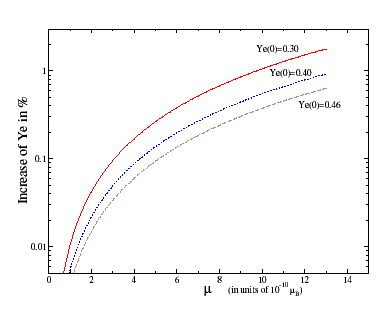 Ye(0)=0.30
Ye(0)=0.40
Ye(0)=0.46
Increase of Ye in %
1
0.1
0.01
0 2 4 6 8 10 12 14
μ (in units of 10⁻¹⁰ μ_B)